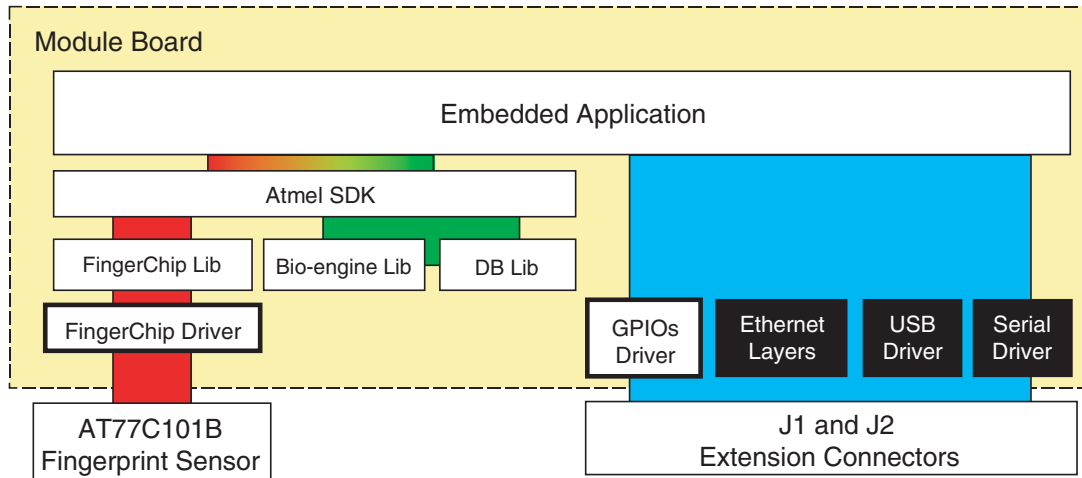 Module Board
Embedded Application
Atmel SDK
FingerChip Lib
Bio-engine Lib
DB Lib
FingerChip Driver
GPIOs
Driver
Ethernet
Layers
USB
Driver
Serial
Driver
AT77C101B
Fingerprint Sensor
J1 and J2
Extension Connectors